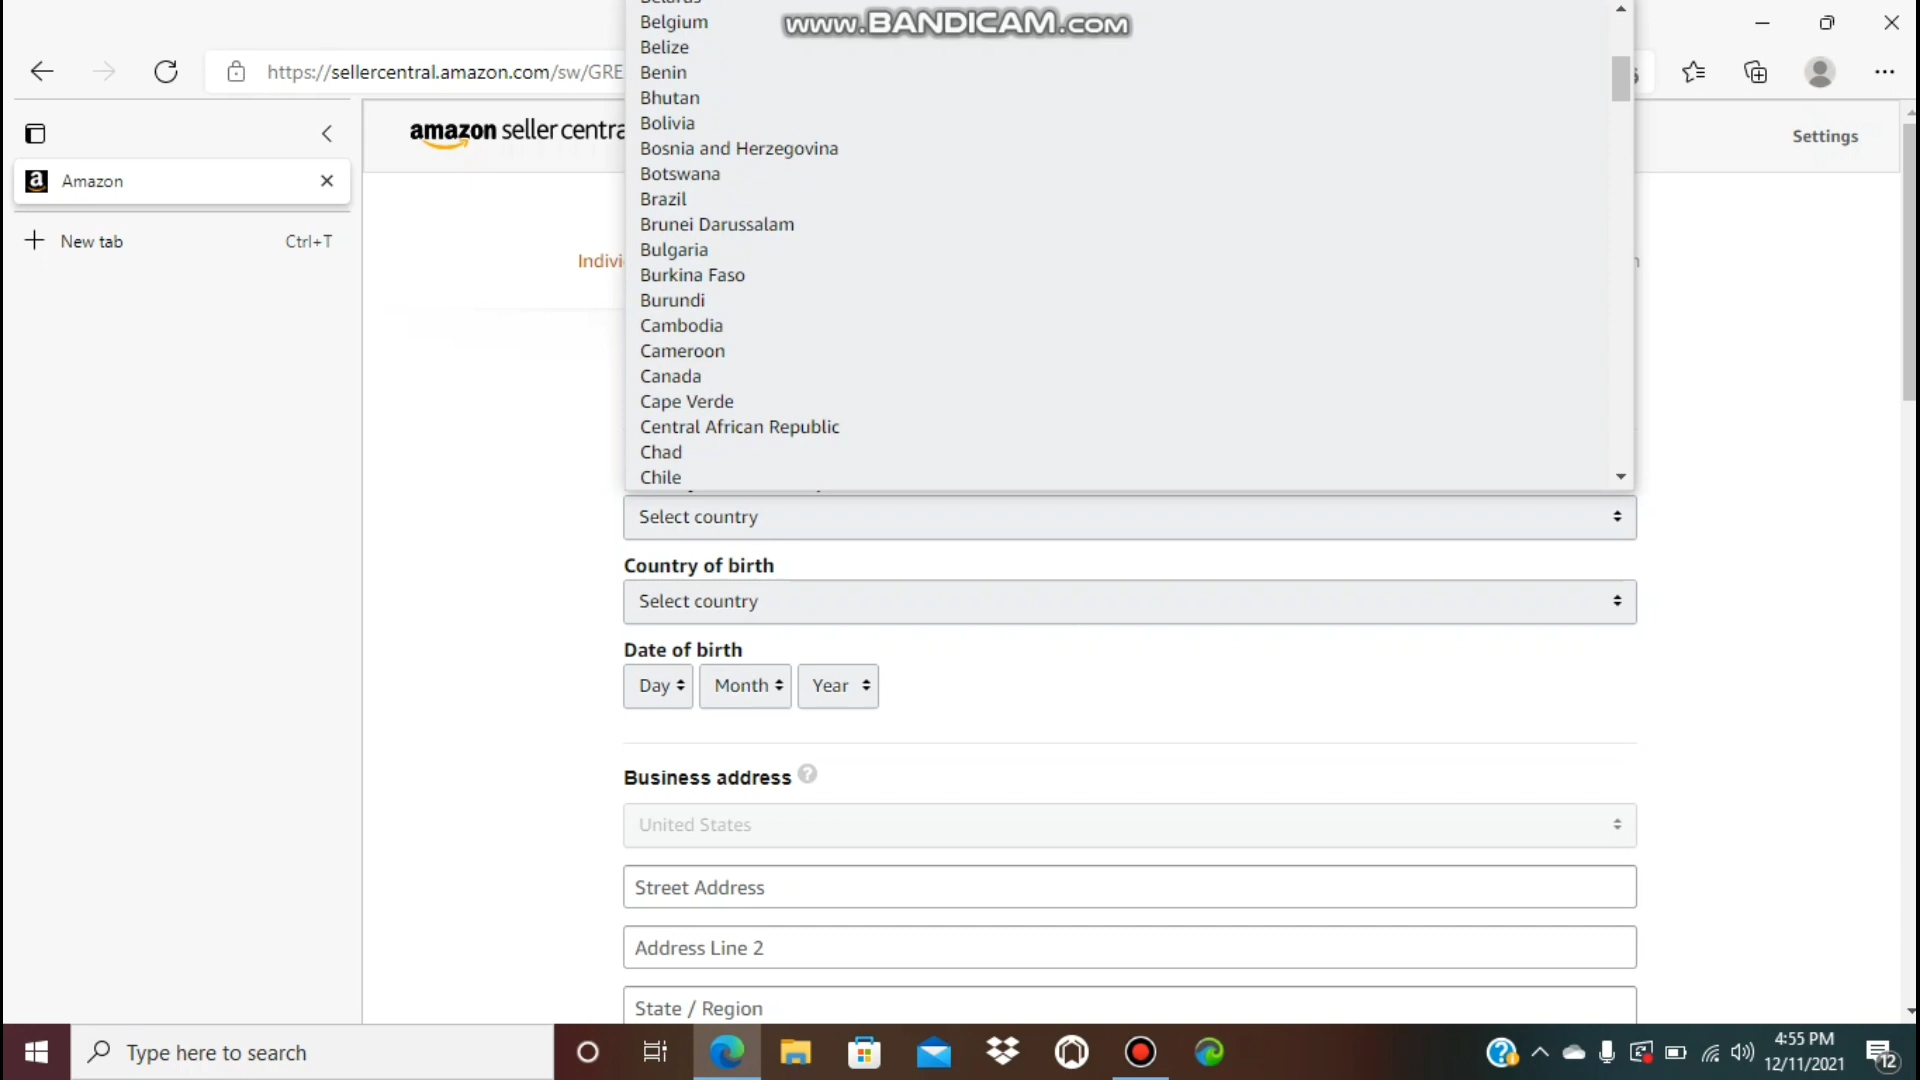 Belarus
Belgium
www.BANDICAM.com
Belize
https://sellercentral.amazon.com/sw/GRE
Benin
Bhutan
Bolivia
amazon seller centra
Settings
Bosnia and Herzegovina
Botswana
Amazon
Brazil
Brunei Darussalam
New tab
Ctrl+T
Bulgaria
Indivi
Burkina Faso
Burundi
Cambodia
Cameroon
Canada
Cape Verde
Central African Republic
Chad
Chile
Select country
Country of birth
Select country
Date of birth
Day
Month
Year
Business address
United States
Street Address
Address Line 2
State / Region
Type here to search
4:55 PM
12/11/2021
12